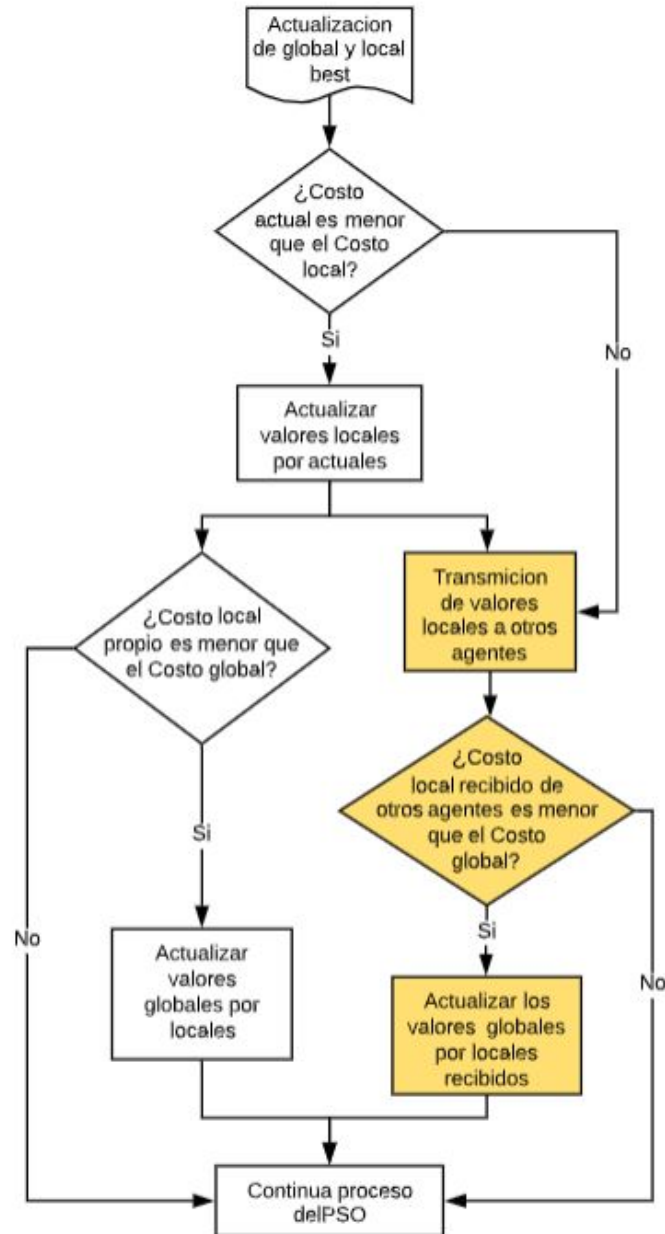 Actualizacion
de global y local
best
¿Costo
actual es menor
que el Costo
local?
Si
No
Actualizar
valores locales
por actuales
¿Costo local
propio es menor que
el Costo global?
Transmicion
de valores
locales a otros
agentes
¿Costo
local recibido de
otros agentes es menor
que el Costo
global?
Si
No
Actualizar
valores
globales por
locales
Si
No
Actualizar los
valores globales
por locales
recibidos
Continua proceso
delPSO